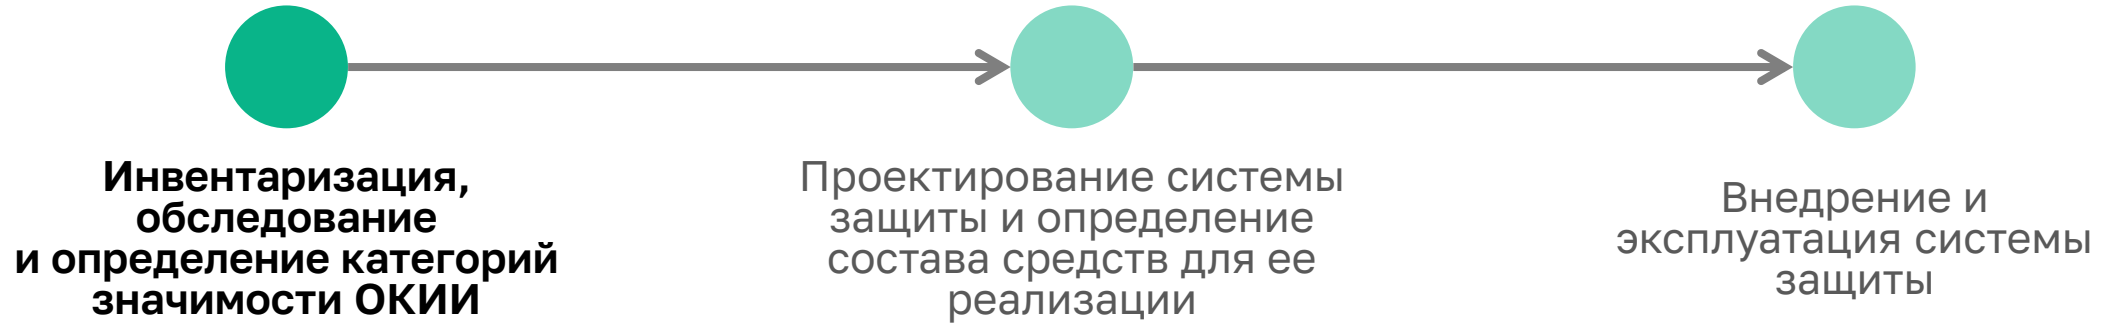 Инвентаризация,
обследование
и определение категорий
значимости ОКИИ
Проектирование системы
защиты и определение
состава средств для ее
реализации
Внедрение и
эксплуатация системы
защиты